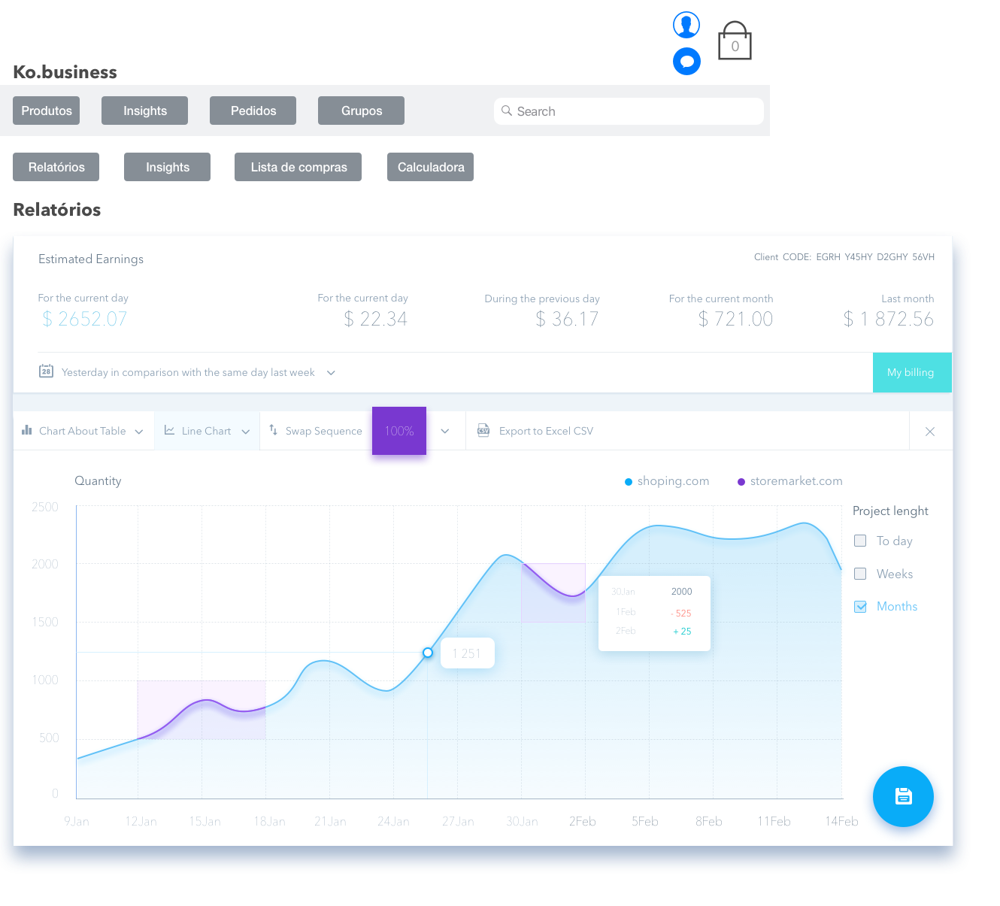 0
Ko.business
Produtos Insights Pedidos Grupos Search
Relatórios Insights Lista de compras Calculadora
Relatórios
Estimated Earnings Client CODE: EGRH Y45HY D2GHY 56VH
For the current day For the current day During the previous day For the current month Last month
$ 2652.07 $ 22.34 $ 36.17 $ 721.00 $ 1 872.56
28 Yesterday in comparison with the same day last week My billing
Chart About Table Line Chart Swap Sequence 100% CSV Export to Excel CSV
Quantity shoping.com storemarket.com
2500
Project lenght
To day
2000
Weeks
30Jan 2000
Months
1Feb - 525
1500
2Feb + 25
1 251
1000
500
0
9Jan 12Jan 15Jan 18Jan 21Jan 24Jan 27Jan 30Jan 2Feb 5Feb 8Feb 11Feb 14Feb